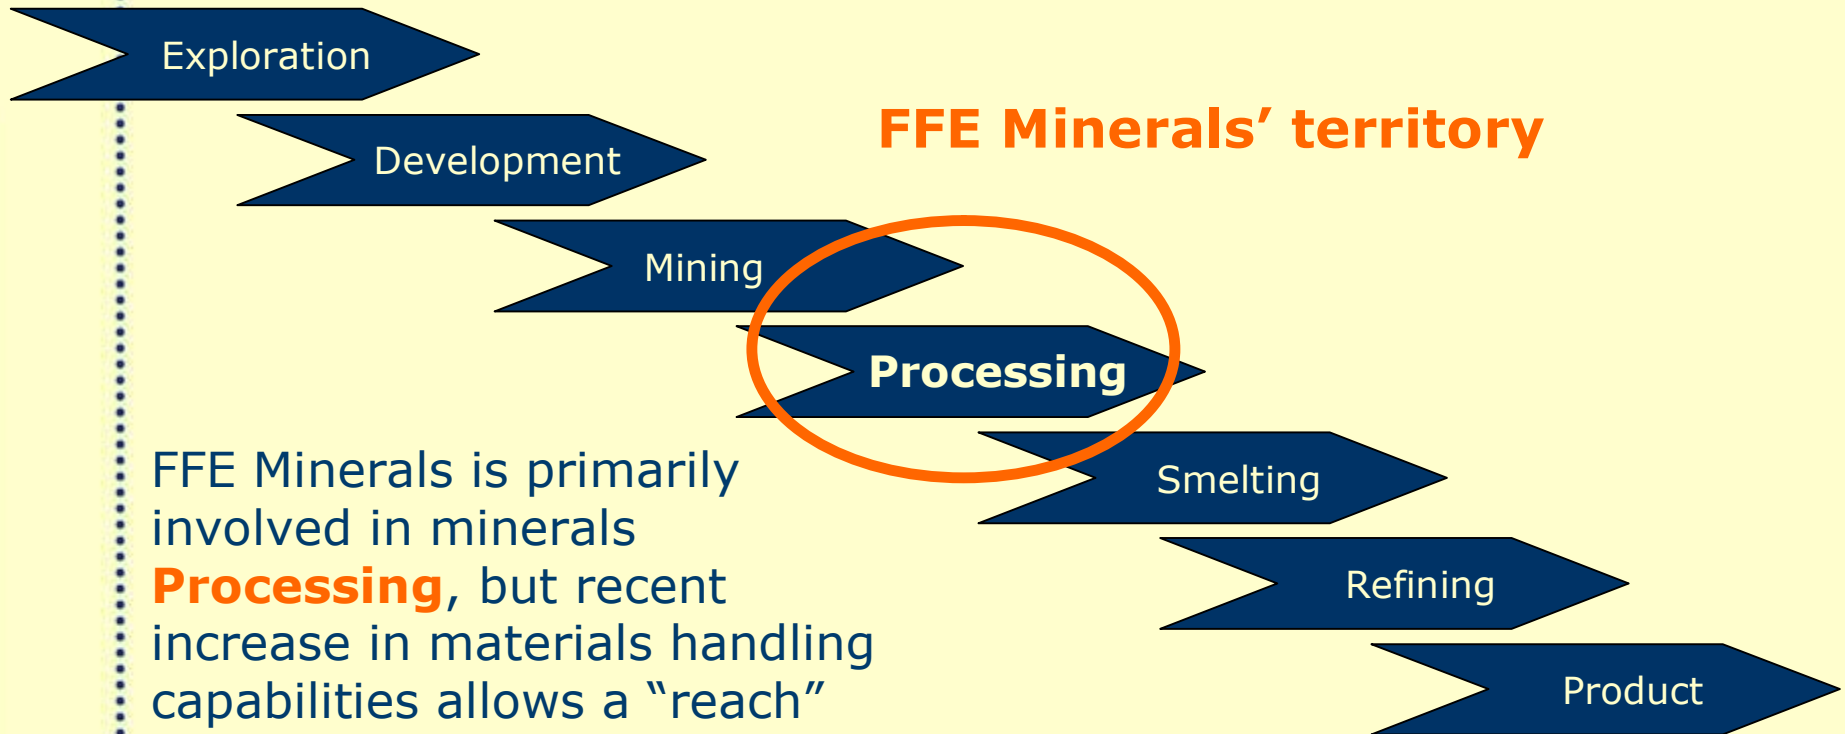 Exploration
Development
FFE Minerals’ territory
Mining
Processing
Smelting
Refining
Product
FFE Minerals is primarily
involved in minerals
Processing, but recent
increase in materials handling
capabilities allows a “reach”